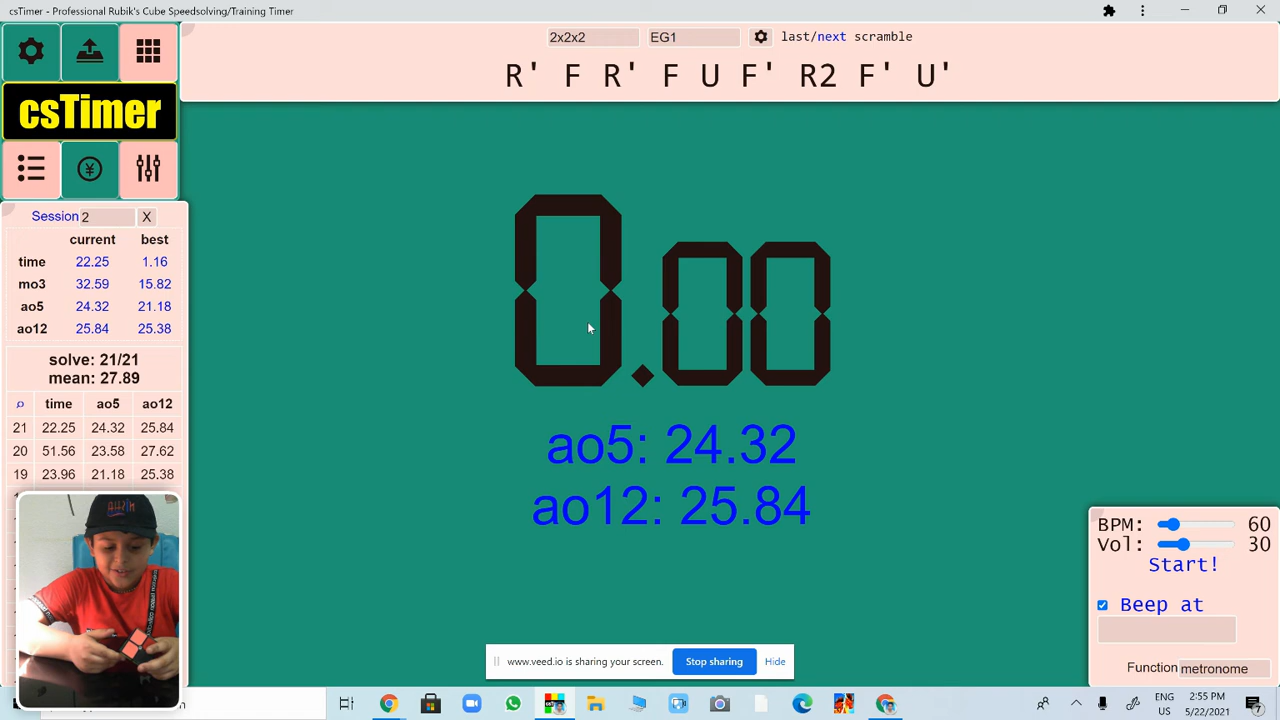 csTimer - Professional Rubik's Cube Speedsolving/Training Timer
2x2x2 EG1 last/next scramble
R' F R' F U F' R2 F' U'
csTimer
Session 2 X
current best
time 22.25 1.16
mo3 32.59 15.82
ao5 24.32 21.18
ao12 25.84 25.38
solve: 21/21
mean: 27.89
time ao5 ao12
21 22.25 24.32 25.84
20 51.56 23.58 27.62
19 23.96 21.18 25.38
0.00
ao5: 24.32
ao12: 25.84
BPM: 60
Vol: 30
Start!
Beep at
Function metronome
www.veed.io is sharing your screen. Stop sharing Hide
ENG 2:55 PM
US 5/22/2021 7